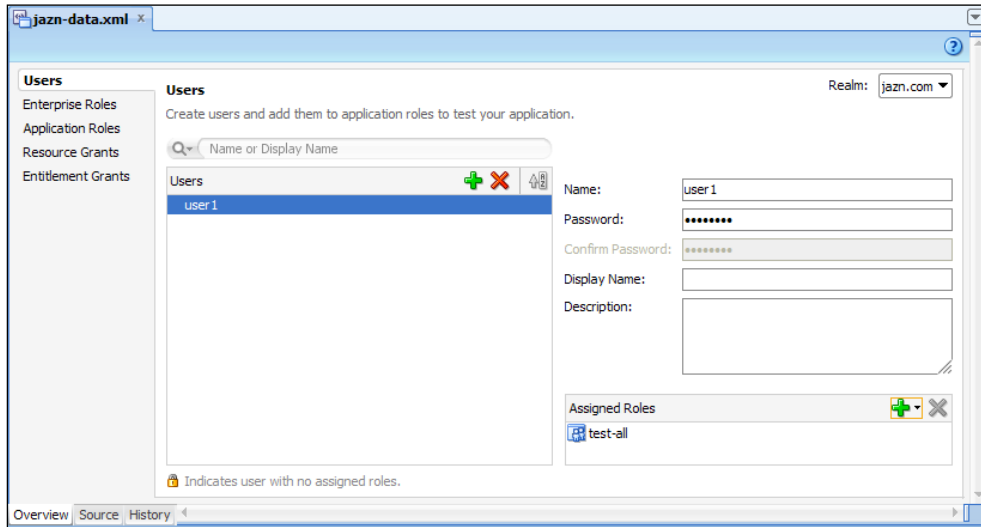 jazn-data.xml
Users
Enterprise Roles
Application Roles
Resource Grants
Entitlement Grants
Users
Realm: jazn.com
Create users and add them to application roles to test your application.
Name or Display Name
Users
user1
Name: user1
Password: ••••••••
Confirm Password: ••••••••
Display Name:
Description:
Assigned Roles
test-all
Indicates user with no assigned roles.
Overview Source History